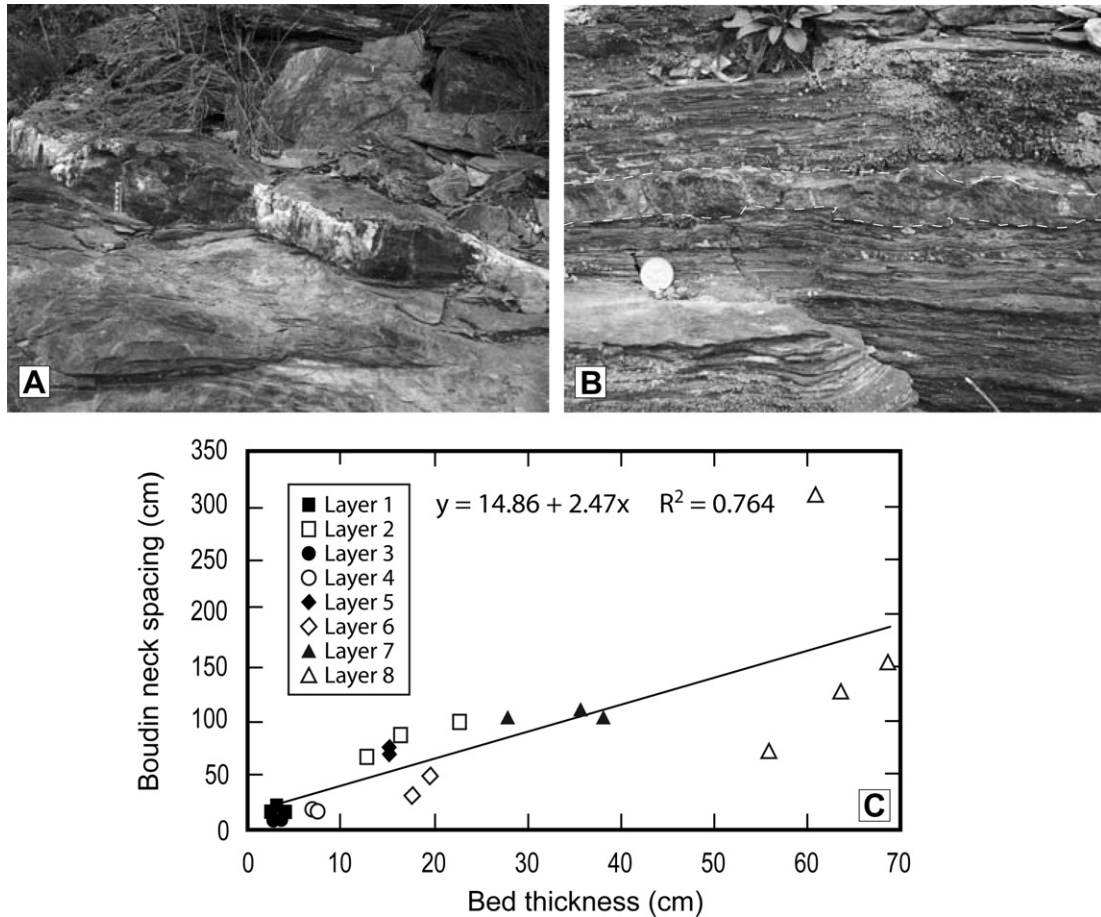 A
B
350
300
250
200
150
100
50
0
Boudin neck spacing (cm)
Layer 1
Layer 2
Layer 3
Layer 4
Layer 5
Layer 6
Layer 7
Layer 8
y = 14.86 + 2.47x R² = 0.764
C
0 10 20 30 40 50 60 70
Bed thickness (cm)